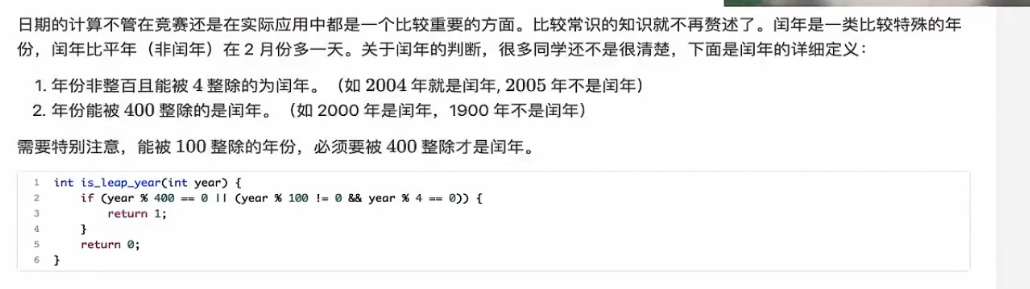 日期的计算不管在竞赛还是在实际应用中都是一个比较重要的方面。比较常识的知识就不再赘述了。闰年是一类比较特殊的年
份，闰年比平年（非闰年）在 2 月份多一天。关于闰年的判断，很多同学还不是很清楚，下面是闰年的详细定义：
1. 年份非整百且能被 4 整除的为闰年。（如 2004 年就是闰年, 2005 年不是闰年）
2. 年份能被 400 整除的是闰年。（如 2000 年是闰年，1900 年不是闰年）
需要特别注意，能被 100 整除的年份，必须要被 400 整除才是闰年。
1 int is_leap_year(int year) {
2     if (year % 400 == 0 || (year % 100 != 0 && year % 4 == 0)) {
3         return 1;
4     }
5     return 0;
6 }